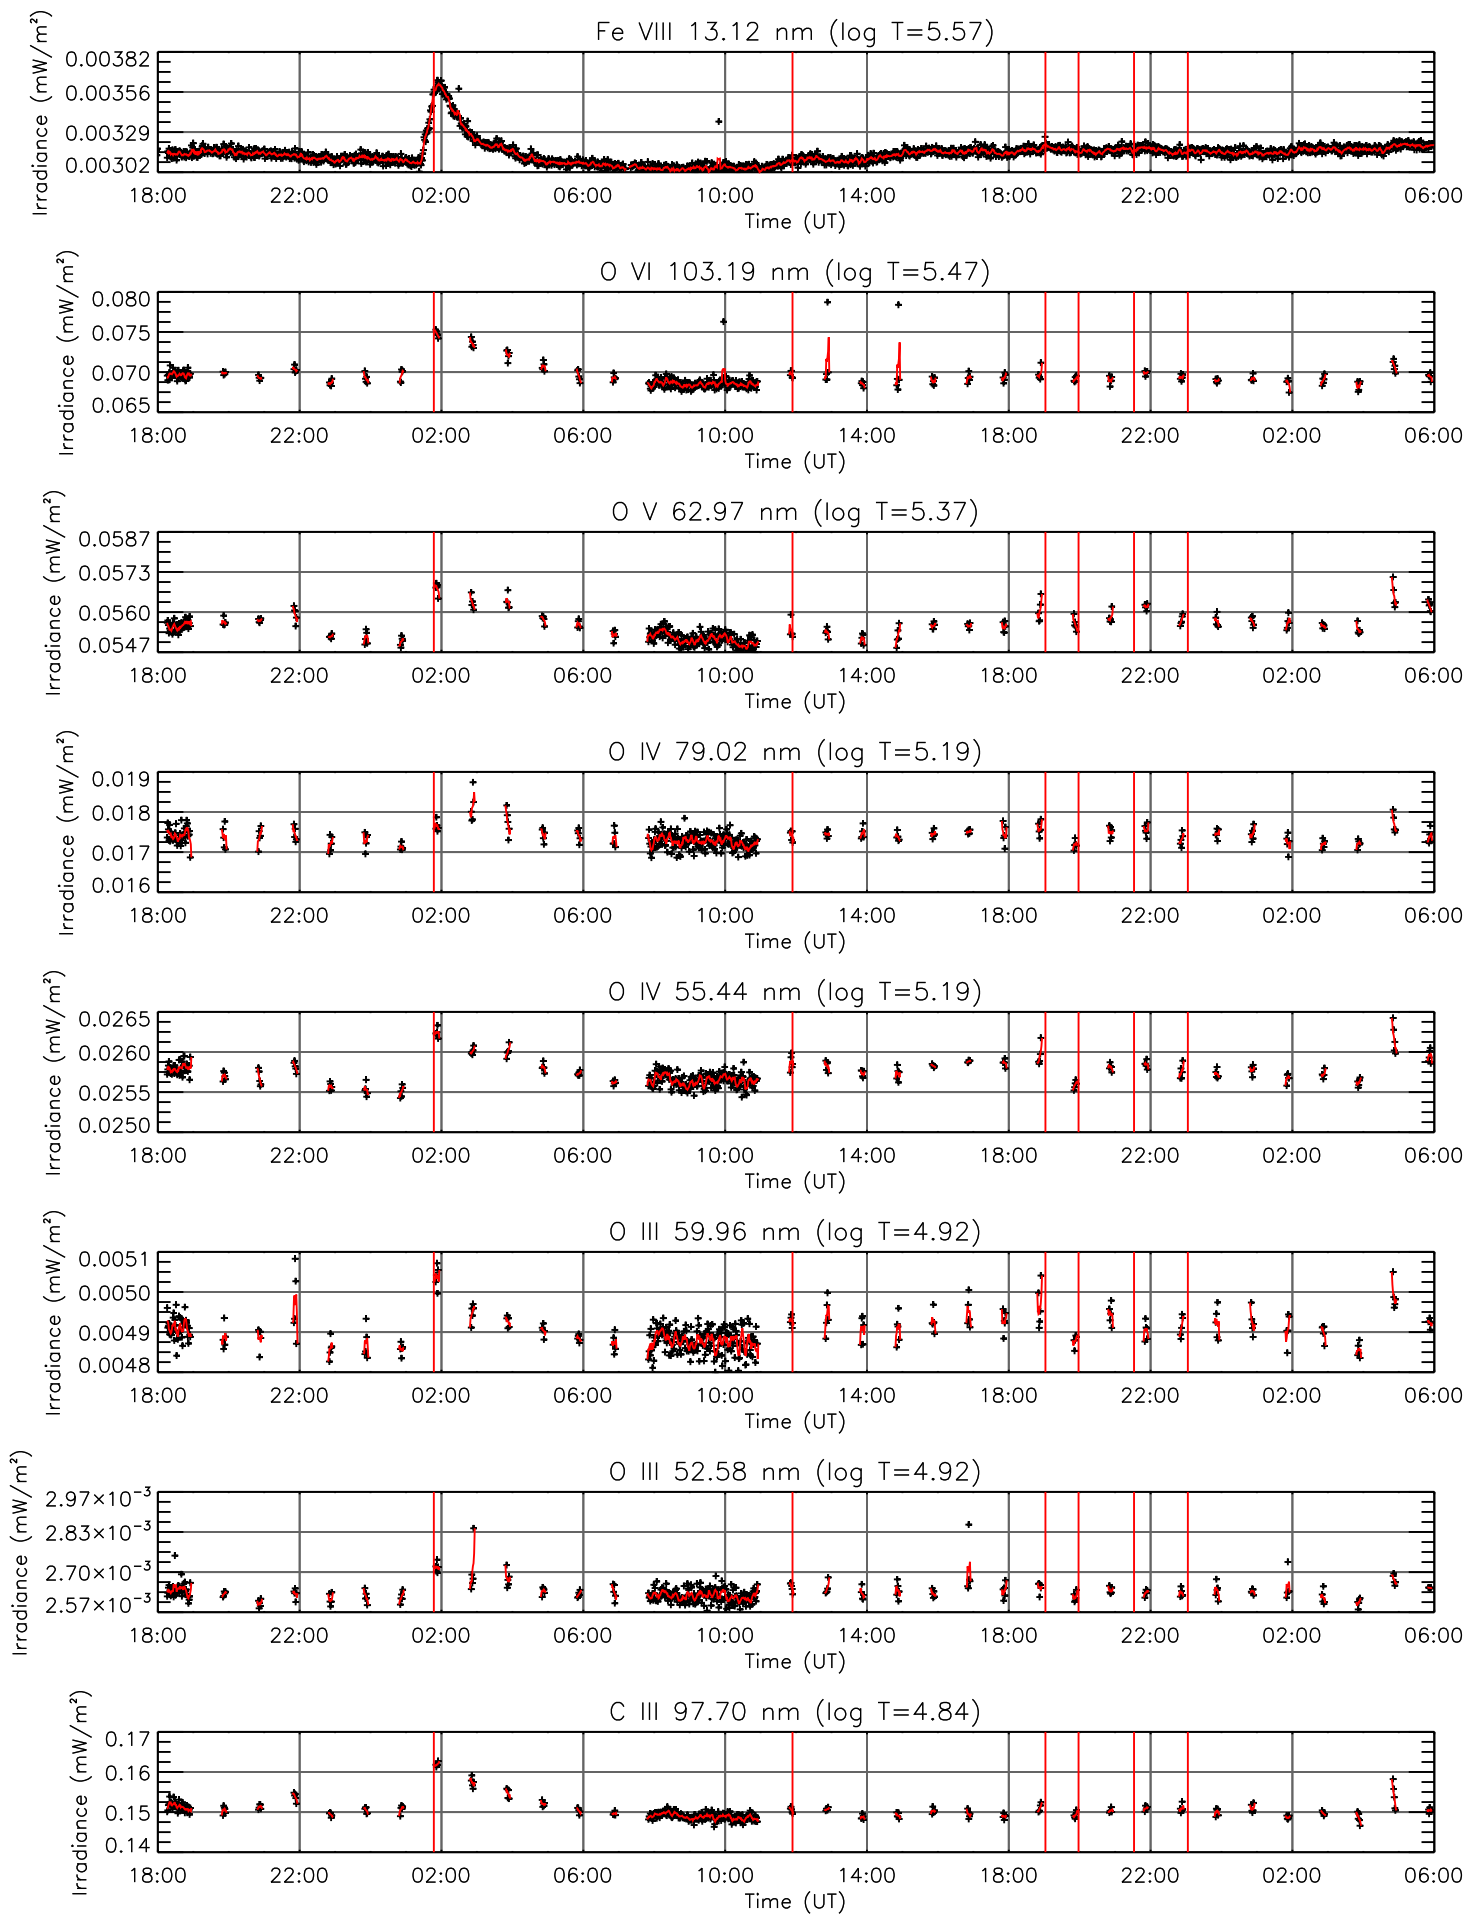 Fe VIII 13.12 nm (log T=5.57)
Irradiance (mW/m²)
0.00382
0.00356
0.00329
0.00302
18:00 22:00 02:00 06:00 10:00 14:00 18:00 22:00 02:00 06:00
Time (UT)
O VI 103.19 nm (log T=5.47)
Irradiance (mW/m²)
0.080
0.075
0.070
0.065
18:00 22:00 02:00 06:00 10:00 14:00 18:00 22:00 02:00 06:00
Time (UT)
O V 62.97 nm (log T=5.37)
Irradiance (mW/m²)
0.0587
0.0573
0.0560
0.0547
18:00 22:00 02:00 06:00 10:00 14:00 18:00 22:00 02:00 06:00
Time (UT)
O IV 79.02 nm (log T=5.19)
Irradiance (mW/m²)
0.019
0.018
0.017
0.016
18:00 22:00 02:00 06:00 10:00 14:00 18:00 22:00 02:00 06:00
Time (UT)
O IV 55.44 nm (log T=5.19)
Irradiance (mW/m²)
0.0265
0.0260
0.0255
0.0250
18:00 22:00 02:00 06:00 10:00 14:00 18:00 22:00 02:00 06:00
Time (UT)
O III 59.96 nm (log T=4.92)
Irradiance (mW/m²)
0.0051
0.0050
0.0049
0.0048
18:00 22:00 02:00 06:00 10:00 14:00 18:00 22:00 02:00 06:00
Time (UT)
O III 52.58 nm (log T=4.92)
Irradiance (mW/m²)
2.97×10⁻³
2.83×10⁻³
2.70×10⁻³
2.57×10⁻³
18:00 22:00 02:00 06:00 10:00 14:00 18:00 22:00 02:00 06:00
Time (UT)
C III 97.70 nm (log T=4.84)
Irradiance (mW/m²)
0.17
0.16
0.15
0.14
18:00 22:00 02:00 06:00 10:00 14:00 18:00 22:00 02:00 06:00
Time (UT)